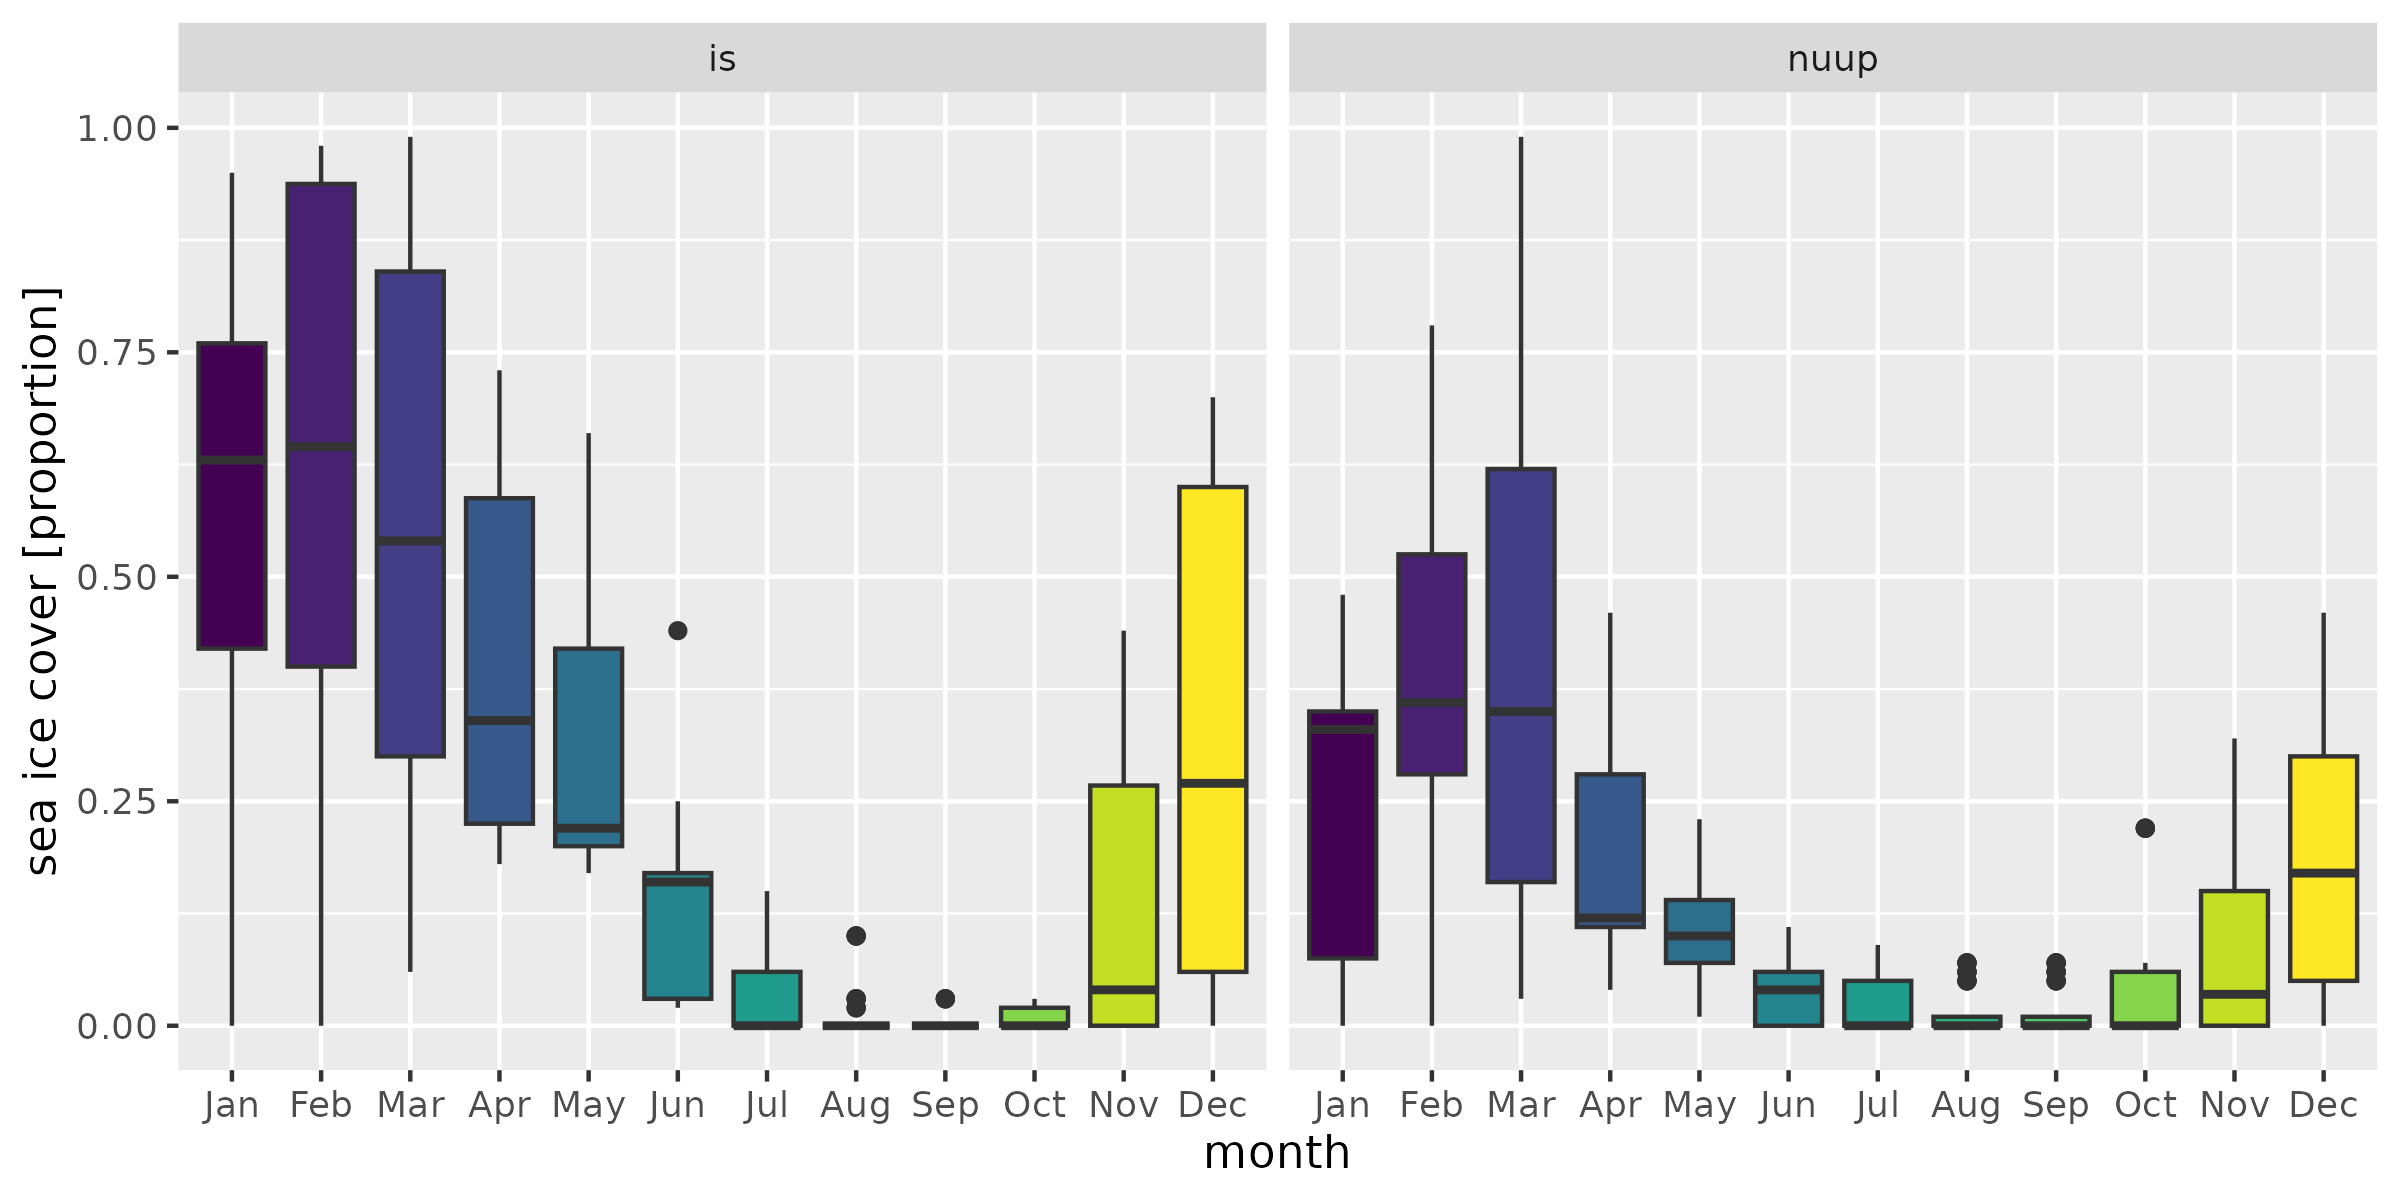 is
nuup
sea ice cover [proportion]
1.00
0.75
0.50
0.25
0.00
Jan Feb Mar Apr May Jun Jul Aug Sep Oct Nov Dec
Jan Feb Mar Apr May Jun Jul Aug Sep Oct Nov Dec
month